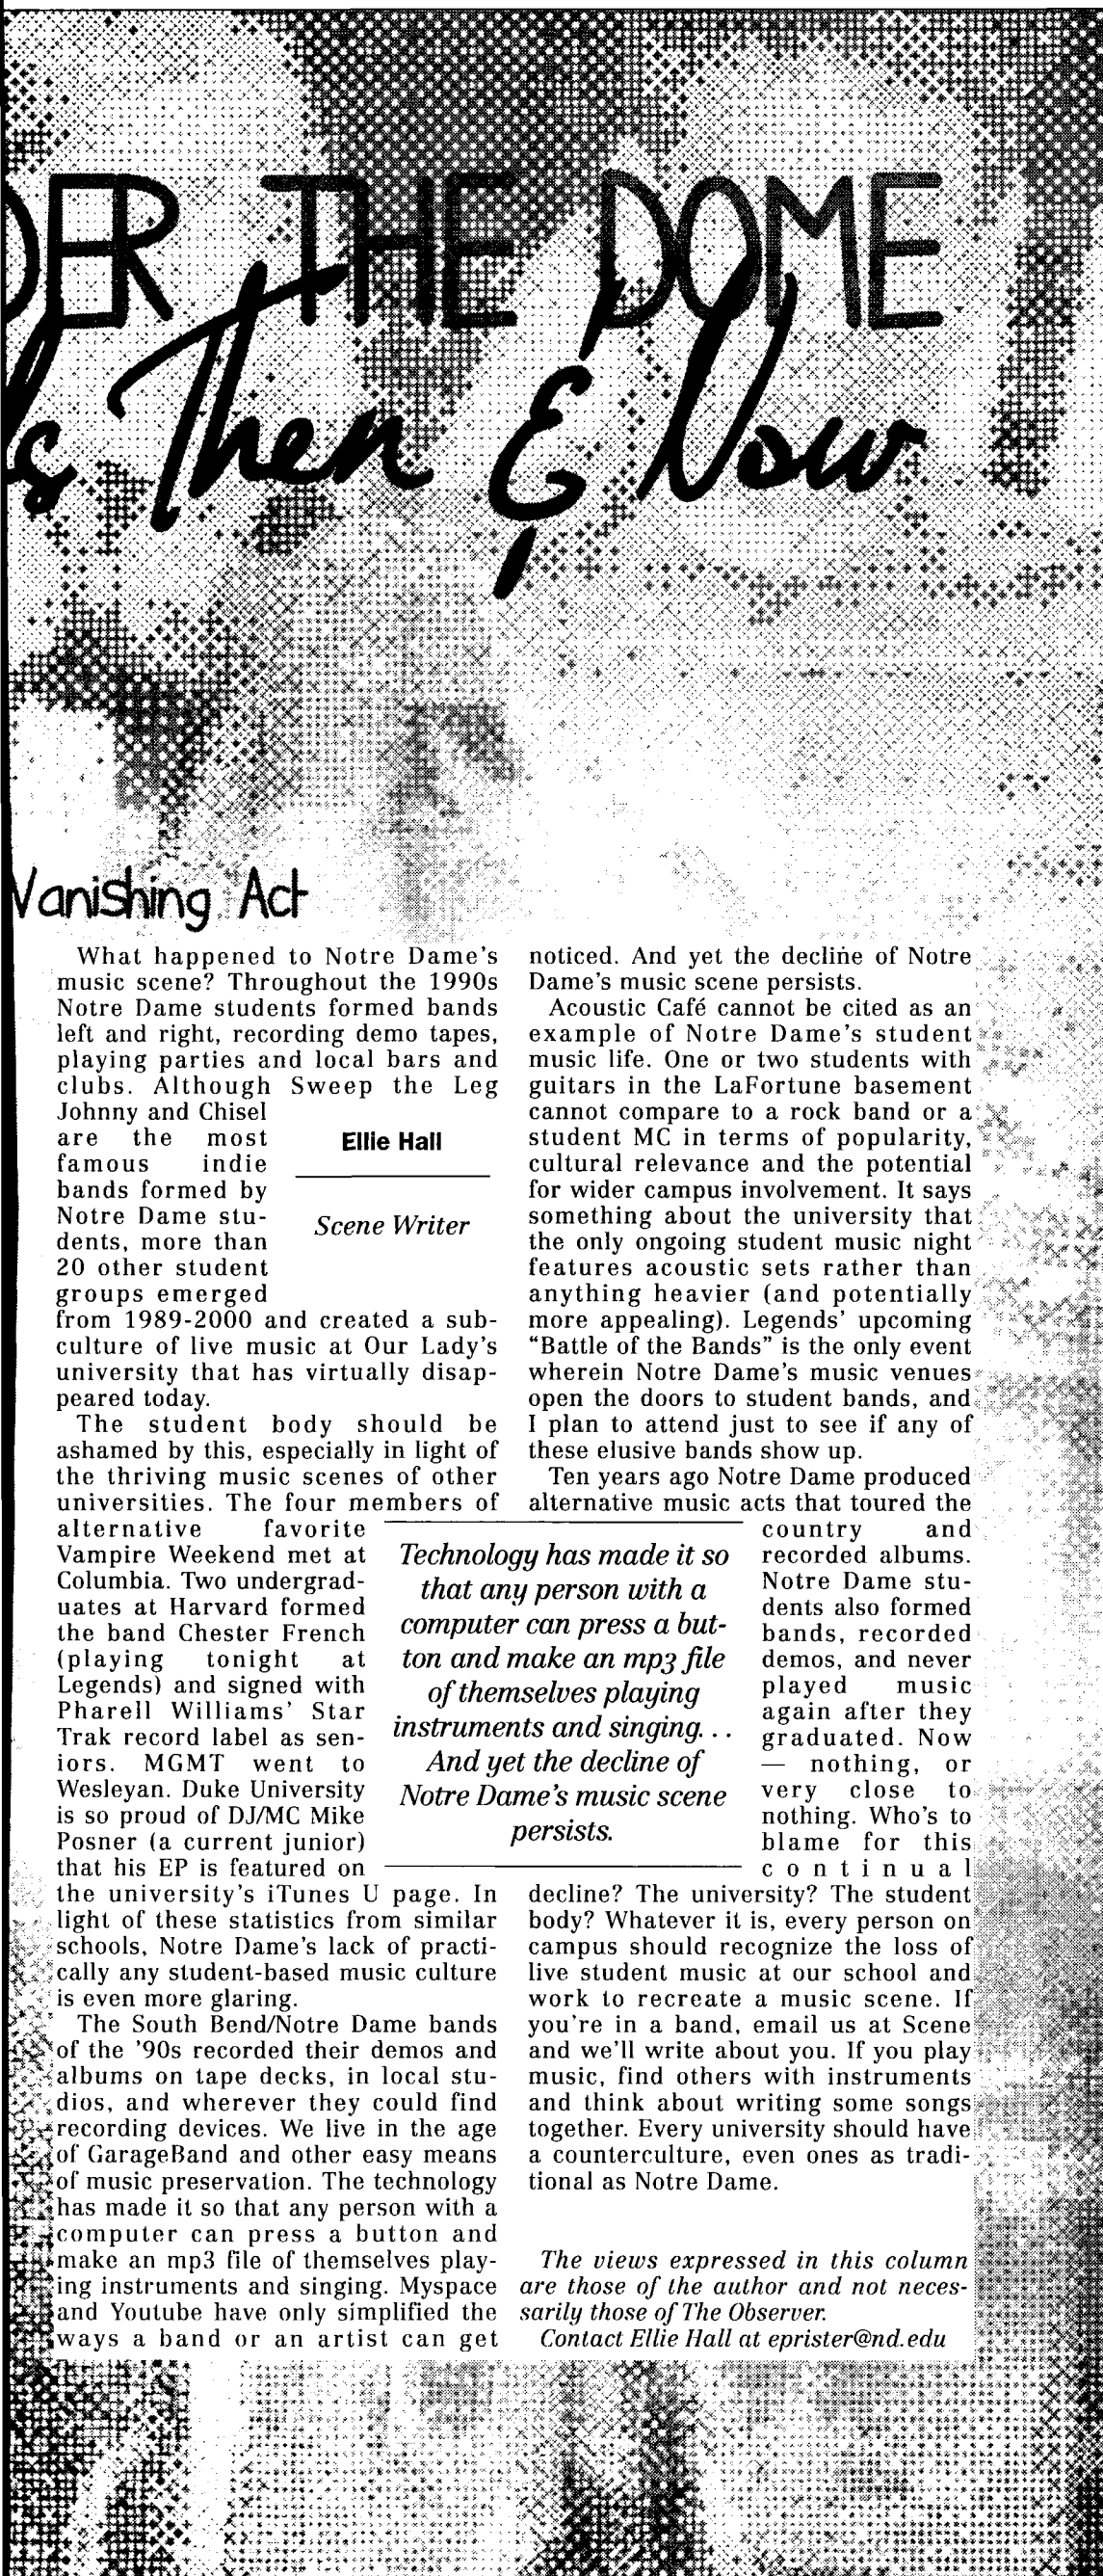 DER THE DOME
s Then & Now
Vanishing Act
What happened to Notre Dame's
music scene? Throughout the 1990s
Notre Dame students formed bands
left and right, recording demo tapes,
playing parties and local bars and
clubs. Although Sweep the Leg
Johnny and Chisel
are the most
famous indie
bands formed by
Notre Dame stu-
dents, more than
20 other student
groups emerged
Ellie Hall
Scene Writer
from 1989-2000 and created a sub-
culture of live music at Our Lady's
university that has virtually disap-
peared today.
The student body should be
ashamed by this, especially in light of
the thriving music scenes of other
universities. The four members of
alternative favorite
Vampire Weekend met at
Columbia. Two undergrad-
uates at Harvard formed
the band Chester French
(playing tonight at
Legends) and signed with
Pharell Williams' Star
Trak record label as sen-
iors. MGMT went to
Wesleyan. Duke University
is so proud of DJ/MC Mike
Posner (a current junior)
that his EP is featured on
the university's iTunes U page. In
light of these statistics from similar
schools, Notre Dame's lack of practi-
cally any student-based music culture
is even more glaring.
The South Bend/Notre Dame bands
of the '90s recorded their demos and
albums on tape decks, in local stu-
dios, and wherever they could find
recording devices. We live in the age
of GarageBand and other easy means
of music preservation. The technology
has made it so that any person with a
computer can press a button and
make an mp3 file of themselves play-
ing instruments and singing. Myspace
and Youtube have only simplified the
ways a band or an artist can get
noticed. And yet the decline of Notre
Dame's music scene persists.
Acoustic Café cannot be cited as an
example of Notre Dame's student
music life. One or two students with
guitars in the LaFortune basement
cannot compare to a rock band or a
student MC in terms of popularity,
cultural relevance and the potential
for wider campus involvement. It says
something about the university that
the only ongoing student music night
features acoustic sets rather than
anything heavier (and potentially
more appealing). Legends' upcoming
"Battle of the Bands" is the only event
wherein Notre Dame's music venues
open the doors to student bands, and
I plan to attend just to see if any of
these elusive bands show up.
Ten years ago Notre Dame produced
alternative music acts that toured the
Technology has made it so
that any person with a
computer can press a but-
ton and make an mp3 file
of themselves playing
instruments and singing. . .
And yet the decline of
Notre Dame's music scene
persists.
country and
recorded albums.
Notre Dame stu-
dents also formed
bands, recorded
demos, and never
played music
again after they
graduated. Now
— nothing, or
very close to
nothing. Who's to
blame for this
continual
decline? The university? The student
body? Whatever it is, every person on
campus should recognize the loss of
live student music at our school and
work to recreate a music scene. If
you're in a band, email us at Scene
and we'll write about you. If you play
music, find others with instruments
and think about writing some songs
together. Every university should have
a counterculture, even ones as tradi-
tional as Notre Dame.
The views expressed in this column
are those of the author and not neces-
sarily those of The Observer.
Contact Ellie Hall at eprister@nd.edu